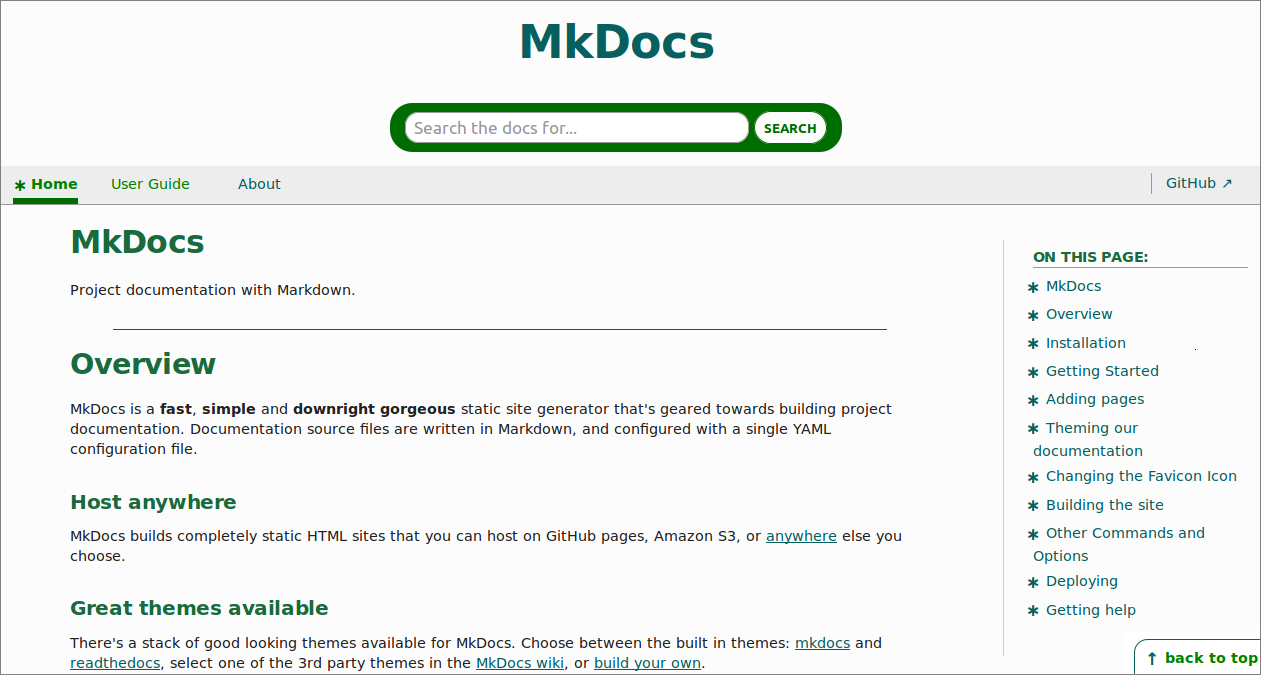 MkDocs
Search the docs for...
SEARCH
∗ Home
User Guide
About
GitHub ↗
MkDocs
Project documentation with Markdown.
Overview
MkDocs is a fast, simple and downright gorgeous static site generator that's geared towards building project
documentation. Documentation source files are written in Markdown, and configured with a single YAML
configuration file.
Host anywhere
MkDocs builds completely static HTML sites that you can host on GitHub pages, Amazon S3, or anywhere else you
choose.
Great themes available
There's a stack of good looking themes available for MkDocs. Choose between the built in themes: mkdocs and
readthedocs, select one of the 3rd party themes in the MkDocs wiki, or build your own.
ON THIS PAGE:
∗ MkDocs
∗ Overview
∗ Installation
∗ Getting Started
∗ Adding pages
∗ Theming our
documentation
∗ Changing the Favicon Icon
∗ Building the site
∗ Other Commands and
Options
∗ Deploying
∗ Getting help
↑ back to top